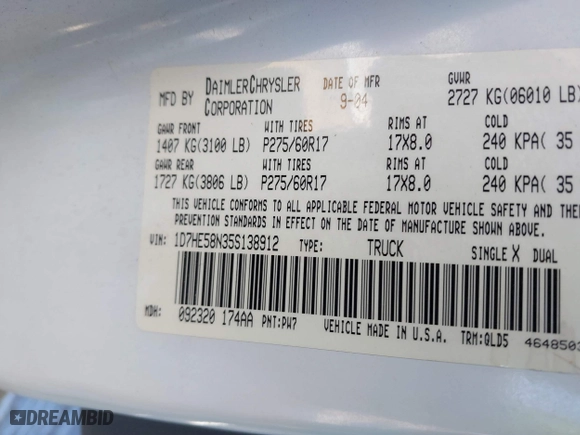 MFD BY DAIMLERCHRYSLER CORPORATION DATE OF MFR 9-04 GVWR 2727 KG(06010 LB)
GAWR FRONT WITH TIRES RIMS AT COLD
1407 KG(3100 LB) P275/60R17 17X8.0 240 KPA( 35
GAWR REAR WITH TIRES RIMS AT COLD
1727 KG(3806 LB) P275/60R17 17X8.0 240 KPA( 35
THIS VEHICLE CONFORMS TO ALL APPLICABLE FEDERAL MOTOR VEHICLE SAFETY AND THEF
PREVENTION STANDARDS IN EFFECT ON THE DATE OF MANUFACTURE SHOWN ABOVE.
VIN: 1D7HE58N35S138912 TYPE: TRUCK SINGLE X DUAL
MDH: 092320 174AA PNT:PW7 VEHICLE MADE IN U.S.A. TRM:QLD5 4648503
DREAMBID